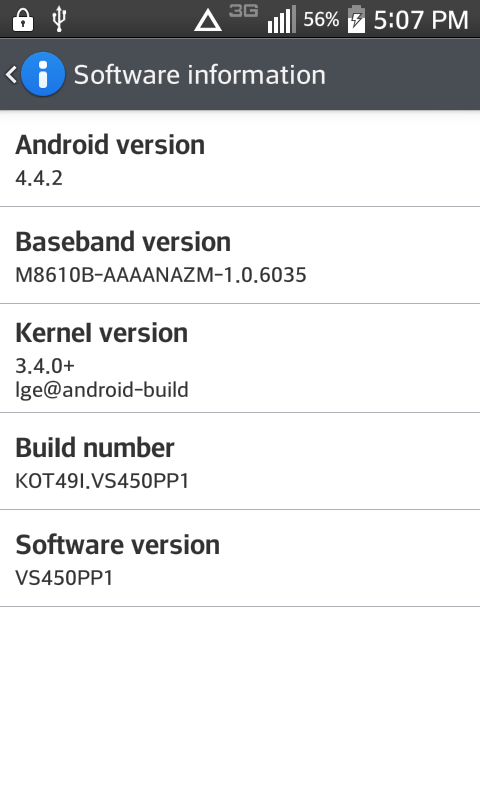 3G 56% 5:07 PM
Software information
Android version
4.4.2
Baseband version
M8610B-AAAANAZM-1.0.6035
Kernel version
3.4.0+
lge@android-build
Build number
KOT49I.VS450PP1
Software version
VS450PP1